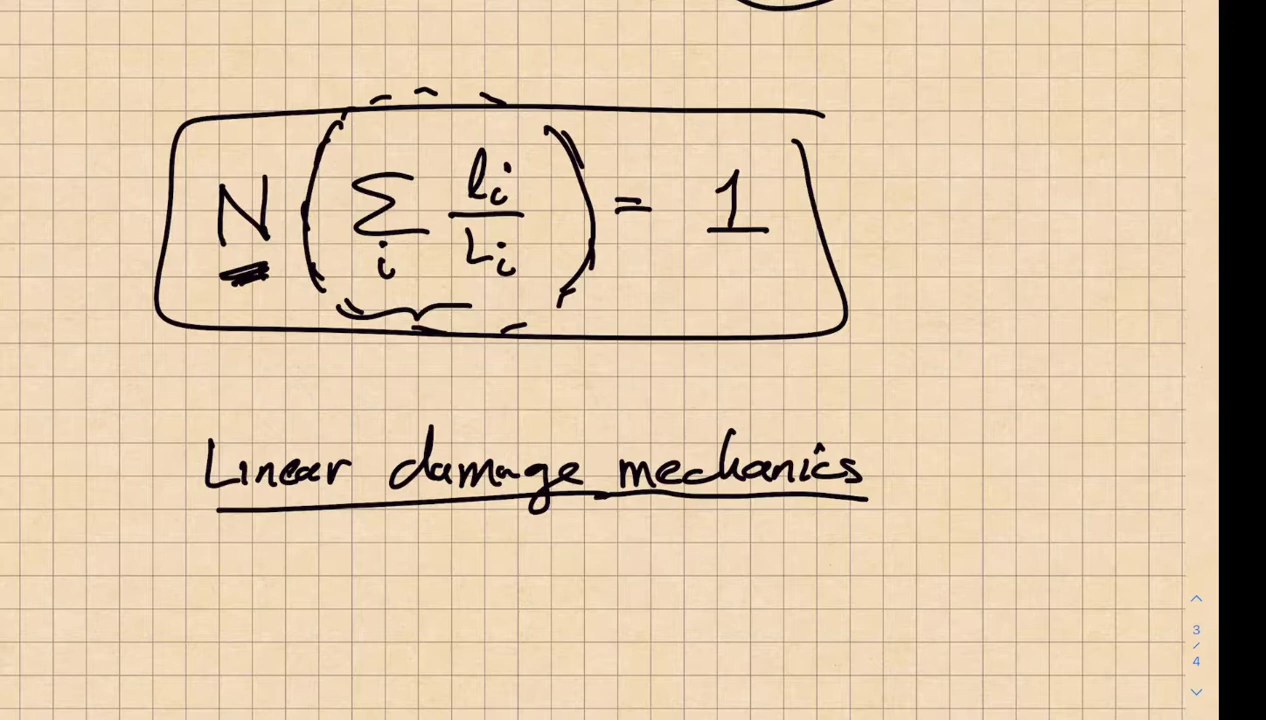 N ( Σ_i l_i / L_i ) = 1
Linear damage mechanics
3
/
4